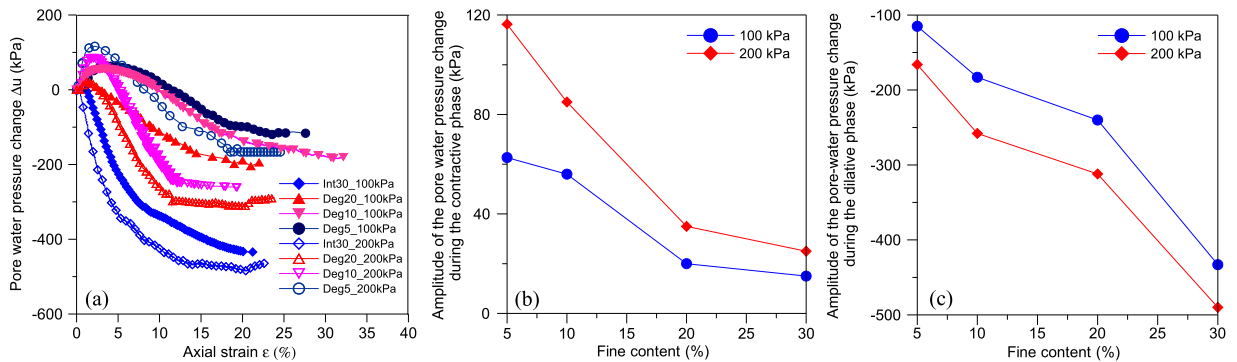 Pore water pressure change Δu (kPa)
200
0
-200
-400
-600
0
5
10
15
20
25
30
35
40
Axial strain ε (%)
Int30_100kPa
Deg20_100kPa
Deg10_100kPa
Deg5_100kPa
Int30_200kPa
Deg20_200kPa
Deg10_200kPa
Deg5_200kPa
(a)
Amplitude of the pore water pressure change
during the contractive phase (kPa)
120
80
40
0
5
10
20
30
Fine content (%)
100 kPa
200 kPa
(b)
Amplitude of the pore-water pressure change
during the dilative phase (kPa)
-100
-200
-300
-400
-500
5
10
20
30
Fine content (%)
100 kPa
200 kPa
(c)